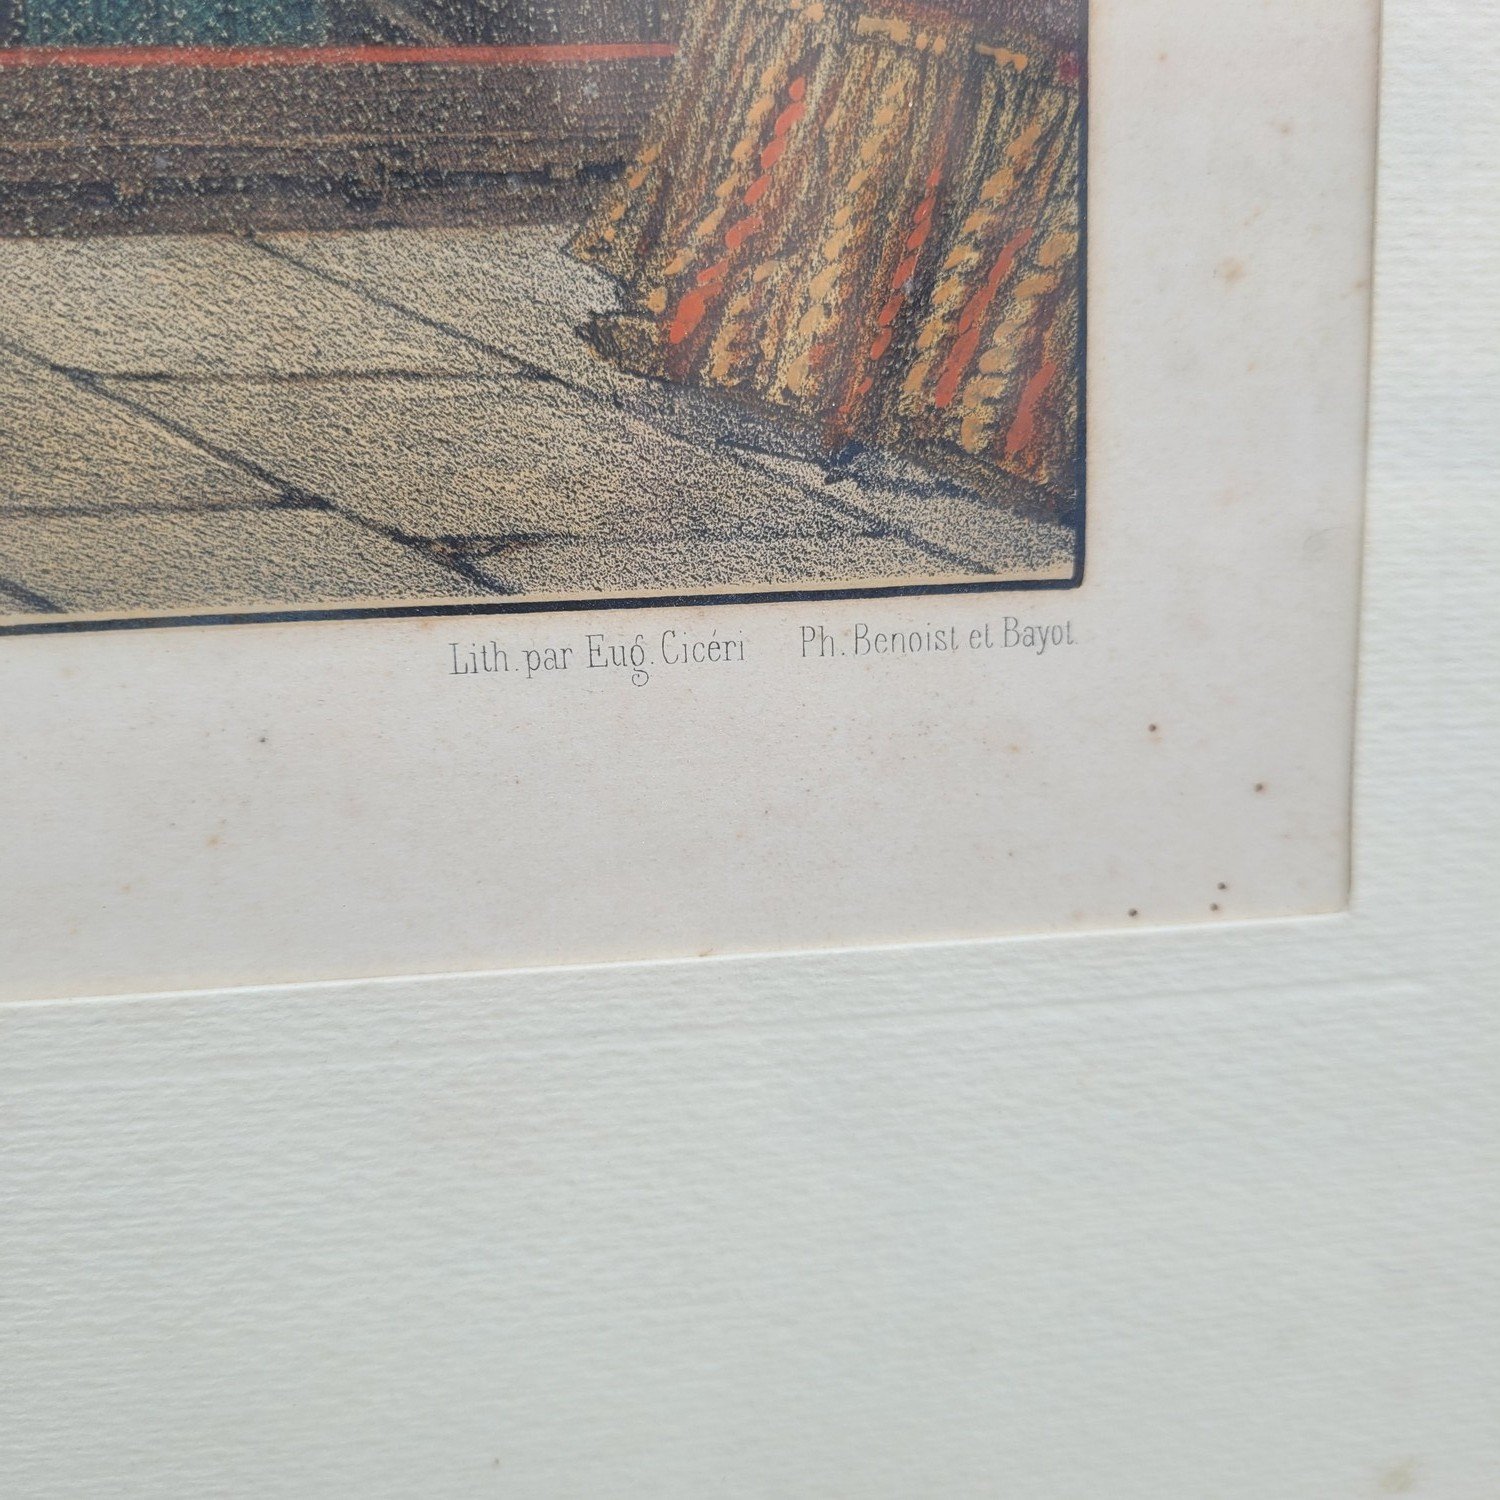 Lith. par Eug. Cicéri Ph. Benoist et Bayot.